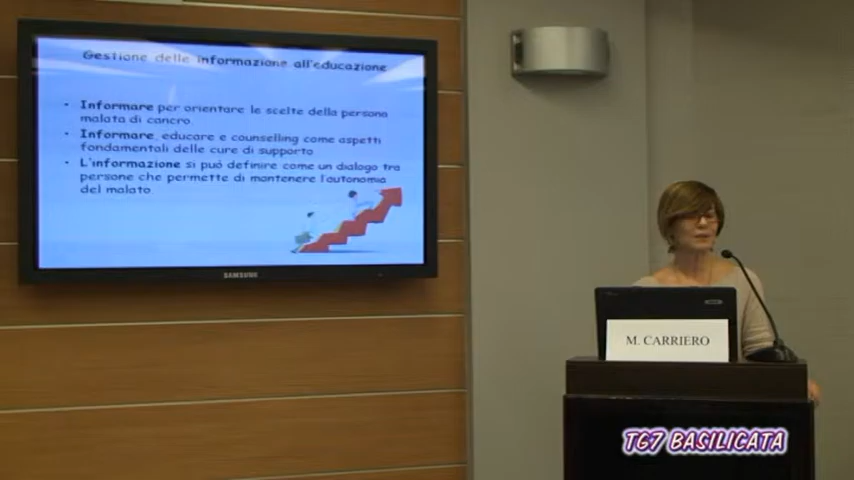 Gestione delle informazione all'educazione
• Informare per orientare le scelte della persona
malata di cancro.
• Informare, educare e counselling come aspetti
fondamentali delle cure di supporto
• L'informazione si può definire come un dialogo tra
persone che permette di mantenere l'autonomia
del malato.
SAMSUNG
M. CARRIERO
TG7 BASILICATA